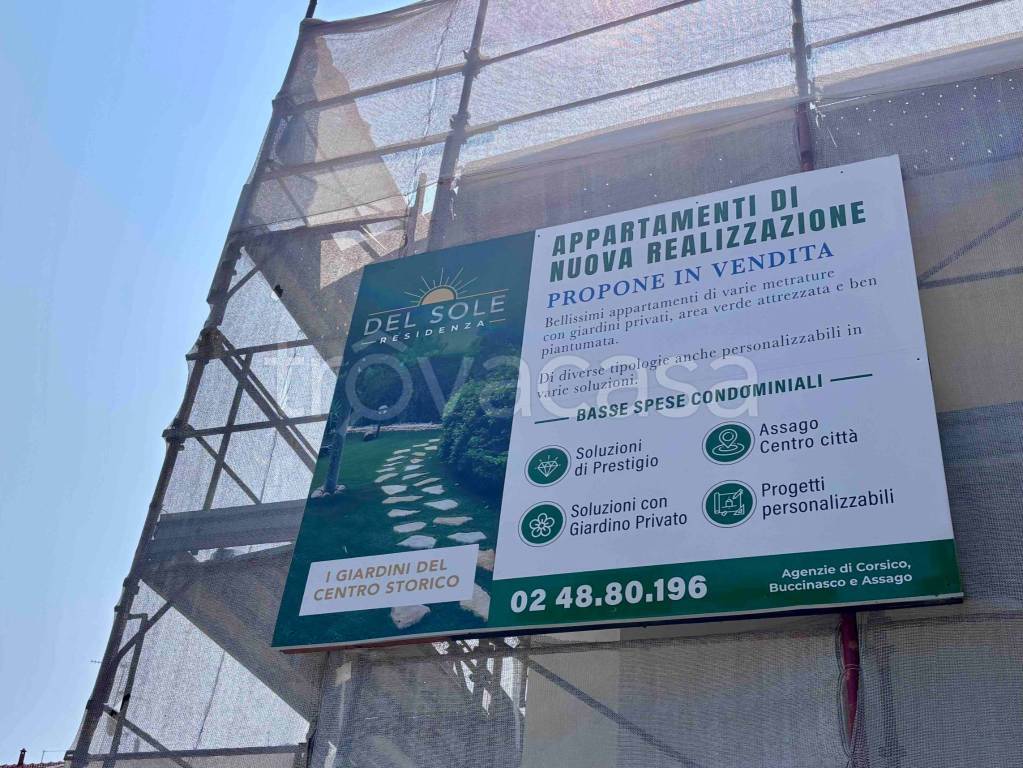 DEL SOLE
RESIDENZA
I GIARDINI DEL
CENTRO STORICO
APPARTAMENTI DI
NUOVA REALIZZAZIONE
PROPONE IN VENDITA
Bellissimi appartamenti di varie metrature
con giardini privati, area verde attrezzata e ben
piantumata.
Di diverse tipologie anche personalizzabili in
varie soluzioni.
BASSE SPESE CONDOMINIALI
Soluzioni
di Prestigio
Assago
Centro città
Soluzioni con
Giardino Privato
Progetti
personalizzabili
02 48.80.196
Agenzie di Corsico,
Buccinasco e Assago
trovacasa